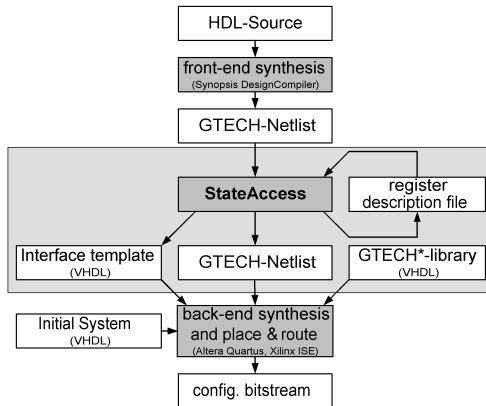 HDL-Source
front-end synthesis
(Synopsis DesignCompiler)
GTECH-Netlist
StateAccess
register
description file
Interface template
(VHDL)
GTECH-Netlist
GTECH*-library
(VHDL)
Initial System
(VHDL)
back-end synthesis
and place & route
(Altera Quartus, Xilinx ISE)
config. bitstream